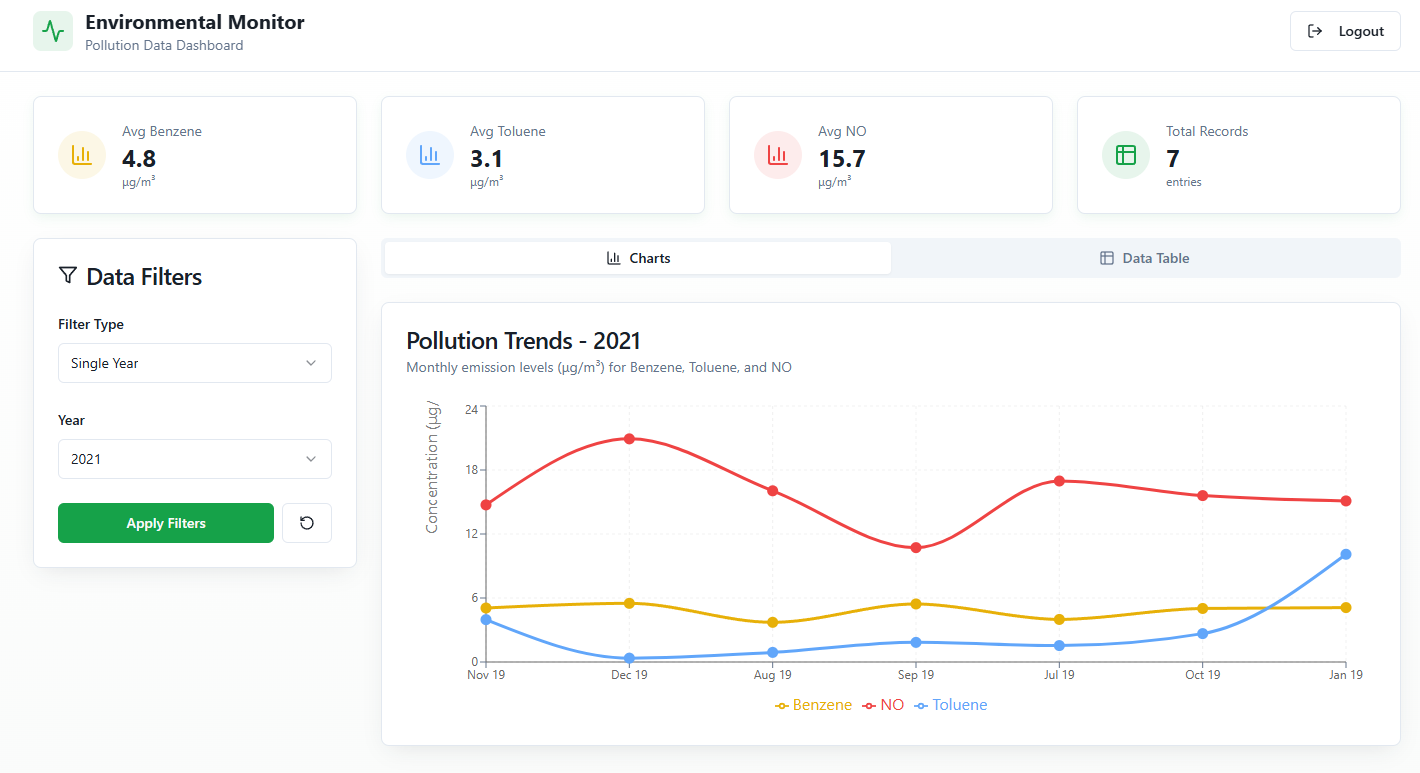 Environmental Monitor
Pollution Data Dashboard
Logout
Avg Benzene
4.8
µg/m³
Avg Toluene
3.1
µg/m³
Avg NO
15.7
µg/m³
Total Records
7
entries
Data Filters
Filter Type
Single Year
Year
2021
Apply Filters
Charts
Data Table
Pollution Trends - 2021
Monthly emission levels (µg/m³) for Benzene, Toluene, and NO
Concentration (µg/
24
18
12
6
0
Nov 19
Dec 19
Aug 19
Sep 19
Jul 19
Oct 19
Jan 19
Benzene
NO
Toluene